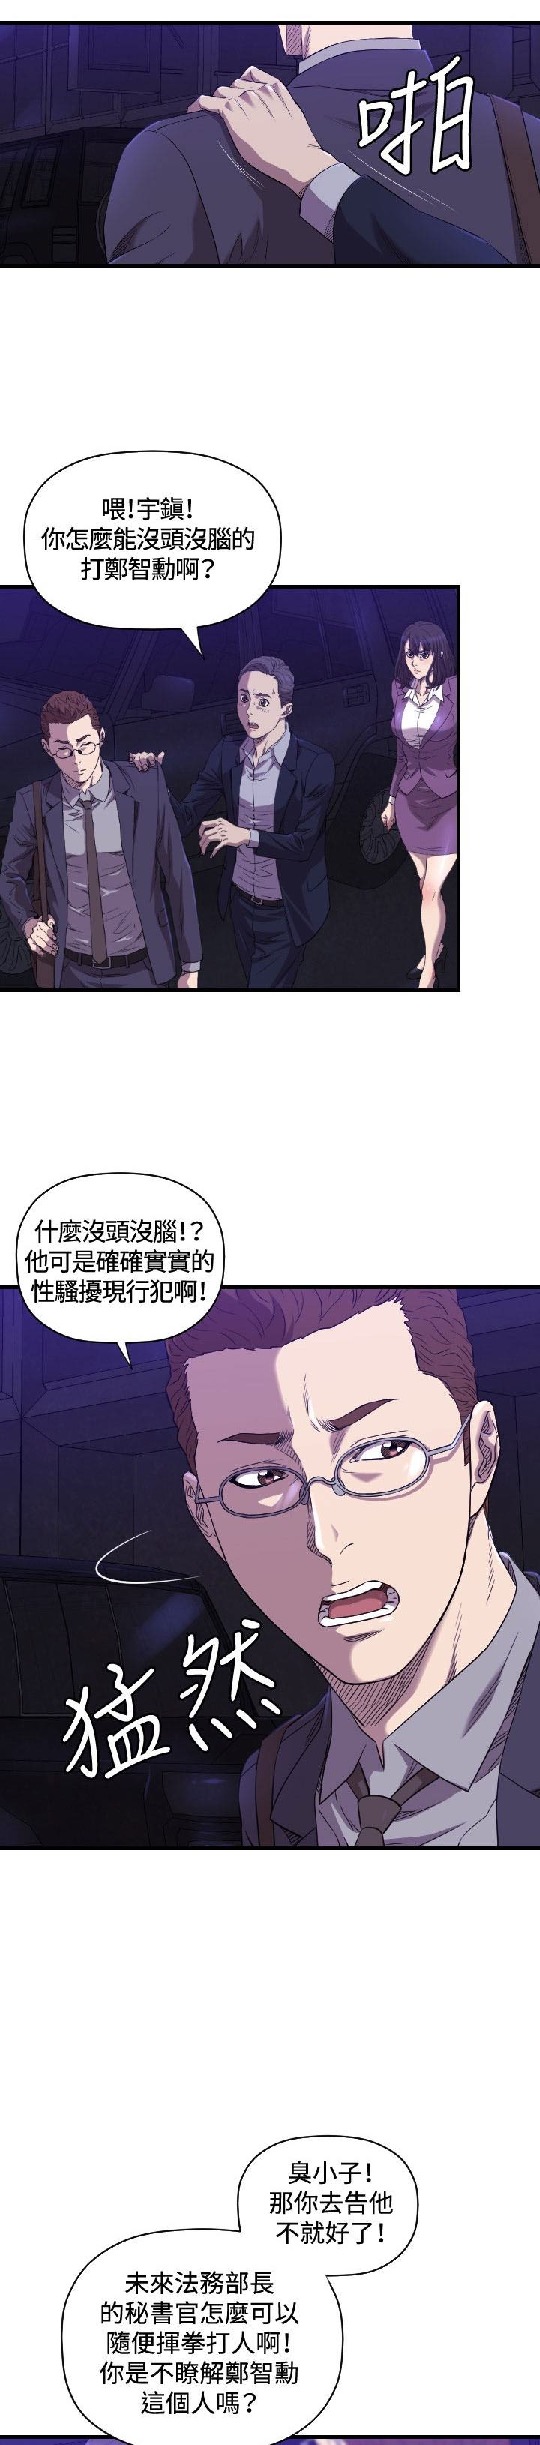 啪
喂!宇鎭!
你怎麼能沒頭沒腦的
打鄭智勳啊?
什麼沒頭沒腦!?
他可是確確實實的
性騷擾現行犯啊!
猛然
臭小子!
那你去告他
不就好了!
未來法務部長
的秘書官怎麼可以
隨便揮拳打人啊!
你是不瞭解鄭智勳
這個人嗎?